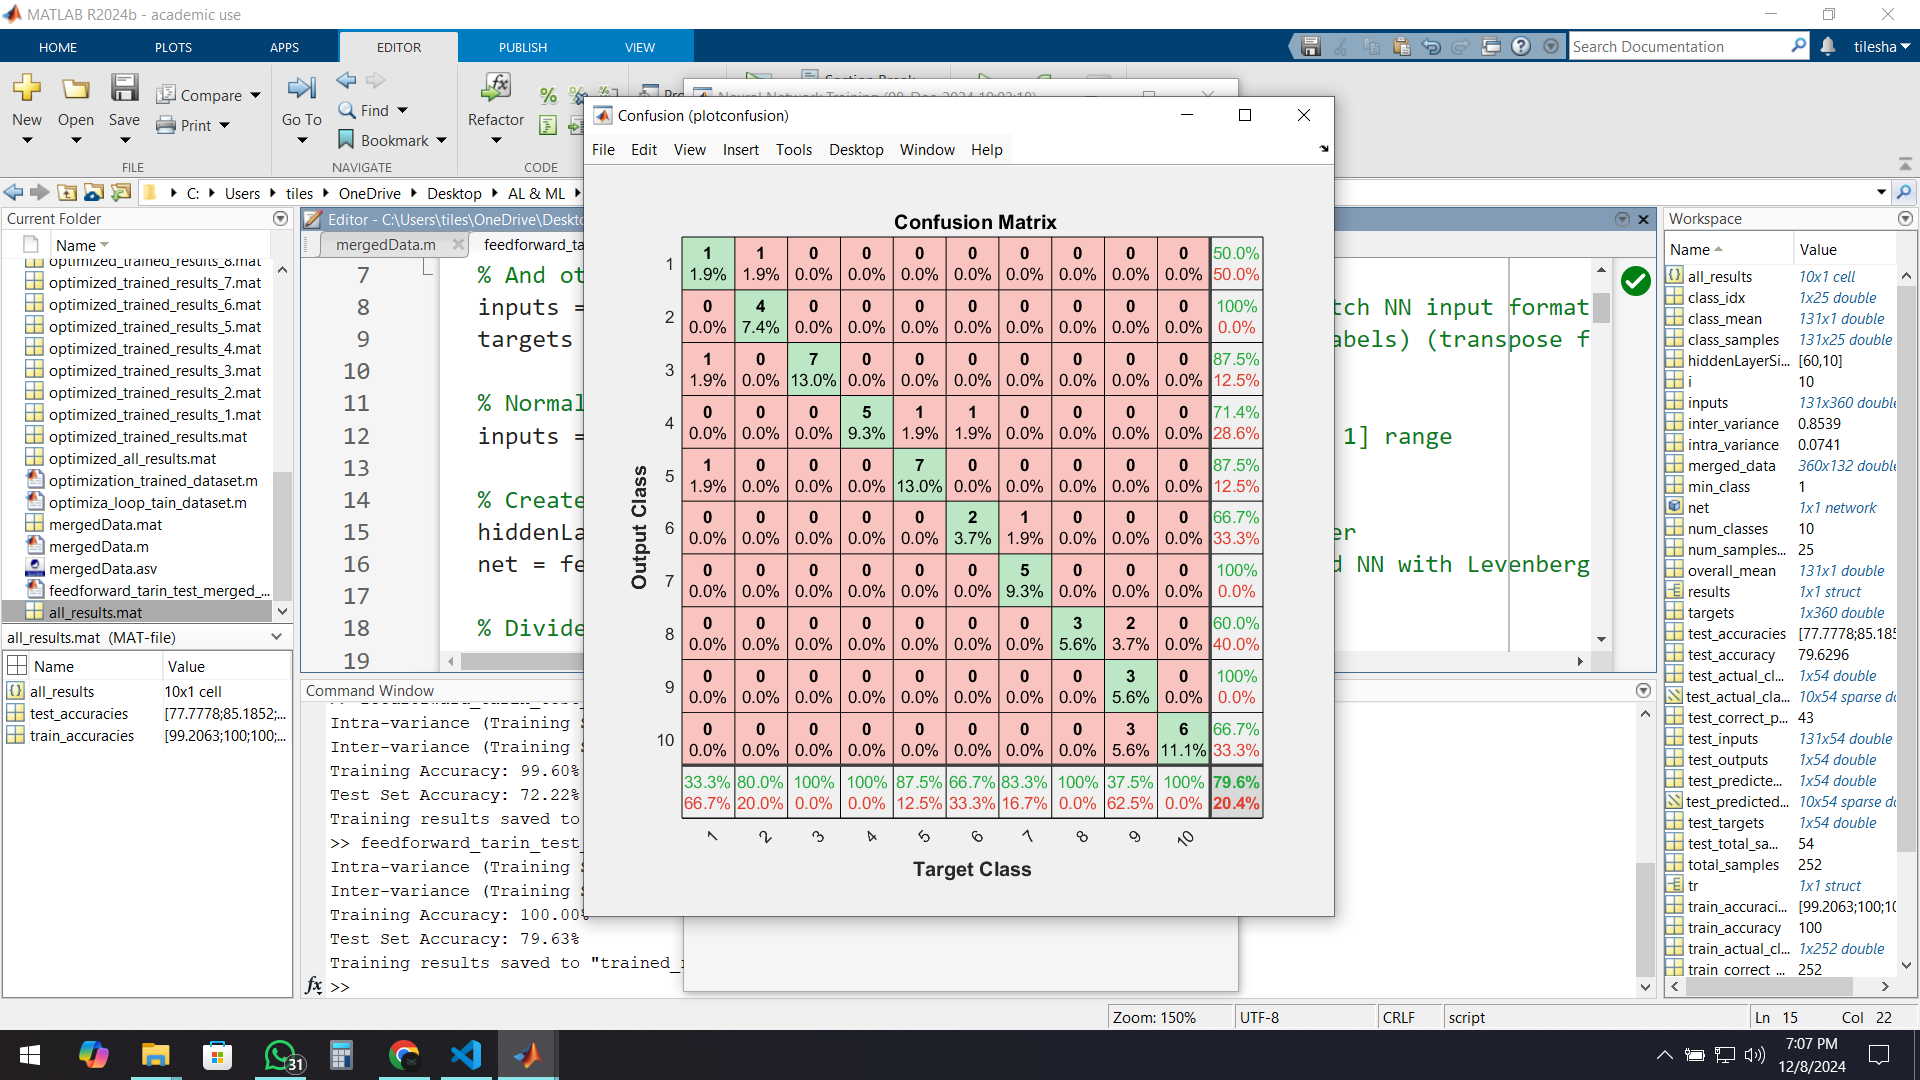 MATLAB R2024b - academic use
HOME PLOTS APPS EDITOR PUBLISH VIEW
Search Documentation
tilesha
New Open Save Compare Print
FILE
Go To Find Bookmark
NAVIGATE
Refactor
CODE
Section Break
Neural Network Training (08-Dec-2024 19:03:18)
C: Users tiles OneDrive Desktop AL & ML
Current Folder
Name
optimized_trained_results_8.mat
optimized_trained_results_7.mat
optimized_trained_results_6.mat
optimized_trained_results_5.mat
optimized_trained_results_4.mat
optimized_trained_results_3.mat
optimized_trained_results_2.mat
optimized_trained_results_1.mat
optimized_trained_results.mat
optimized_all_results.mat
optimization_trained_dataset.m
optimiza_loop_tain_dataset.m
mergedData.mat
mergedData.m
mergedData.asv
feedforward_tarin_test_merged_...
all_results.mat
all_results.mat (MAT-file)
Name Value
all_results 10x1 cell
test_accuracies [77.7778;85.1852;...
train_accuracies [99.2063;100;100;...
Editor - C:\Users\tiles\OneDrive\Deskto
mergedData.m feedforward_ta
7 % And ot
8 inputs = tch NN input format
9 targets abels) (transpose f
10
11 % Normal
12 inputs = 1] range
13
14 % Create
15 hiddenLa er
16 net = fe d NN with Levenberg
17
18 % Divide
19
Command Window
Intra-variance (Training S
Inter-variance (Training S
Training Accuracy: 99.60%
Test Set Accuracy: 72.22%
Training results saved to
>> feedforward_tarin_test_
Intra-variance (Training S
Inter-variance (Training S
Training Accuracy: 100.00%
Test Set Accuracy: 79.63%
Training results saved to "trained_r
fx >>
Confusion (plotconfusion)
File Edit View Insert Tools Desktop Window Help
Confusion Matrix
Output Class
1 1 1 0 0 0 0 0 0 0 0 50.0%
1.9% 1.9% 0.0% 0.0% 0.0% 0.0% 0.0% 0.0% 0.0% 0.0% 50.0%
2 0 4 0 0 0 0 0 0 0 0 100%
0.0% 7.4% 0.0% 0.0% 0.0% 0.0% 0.0% 0.0% 0.0% 0.0% 0.0%
3 1 0 7 0 0 0 0 0 0 0 87.5%
1.9% 0.0% 13.0% 0.0% 0.0% 0.0% 0.0% 0.0% 0.0% 0.0% 12.5%
4 0 0 0 5 1 1 0 0 0 0 71.4%
0.0% 0.0% 0.0% 9.3% 1.9% 1.9% 0.0% 0.0% 0.0% 0.0% 28.6%
5 1 0 0 0 7 0 0 0 0 0 87.5%
1.9% 0.0% 0.0% 0.0% 13.0% 0.0% 0.0% 0.0% 0.0% 0.0% 12.5%
6 0 0 0 0 0 2 1 0 0 0 66.7%
0.0% 0.0% 0.0% 0.0% 0.0% 3.7% 1.9% 0.0% 0.0% 0.0% 33.3%
7 0 0 0 0 0 0 5 0 0 0 100%
0.0% 0.0% 0.0% 0.0% 0.0% 0.0% 9.3% 0.0% 0.0% 0.0% 0.0%
8 0 0 0 0 0 0 0 3 2 0 60.0%
0.0% 0.0% 0.0% 0.0% 0.0% 0.0% 0.0% 5.6% 3.7% 0.0% 40.0%
9 0 0 0 0 0 0 0 0 3 0 100%
0.0% 0.0% 0.0% 0.0% 0.0% 0.0% 0.0% 0.0% 5.6% 0.0% 0.0%
10 0 0 0 0 0 0 0 0 3 6 66.7%
0.0% 0.0% 0.0% 0.0% 0.0% 0.0% 0.0% 0.0% 5.6% 11.1% 33.3%
33.3% 80.0% 100% 100% 87.5% 66.7% 83.3% 100% 37.5% 100% 79.6%
66.7% 20.0% 0.0% 0.0% 12.5% 33.3% 16.7% 0.0% 62.5% 0.0% 20.4%
1 2 3 4 5 6 7 8 9 10
Target Class
Workspace
Name Value
all_results 10x1 cell
class_idx 1x25 double
class_mean 131x1 double
class_samples 131x25 double
hiddenLayerSi... [60,10]
i 10
inputs 131x360 double
inter_variance 0.8539
intra_variance 0.0741
merged_data 360x132 double
min_class 1
net 1x1 network
num_classes 10
num_samples... 25
overall_mean 131x1 double
results 1x1 struct
targets 1x360 double
test_accuracies [77.7778;85.185
test_accuracy 79.6296
test_actual_cl... 1x54 double
test_actual_cla... 10x54 sparse do
test_correct_p... 43
test_inputs 131x54 double
test_outputs 1x54 double
test_predicte... 1x54 double
test_predicted... 10x54 sparse do
test_targets 1x54 double
test_total_sa... 54
total_samples 252
tr 1x1 struct
train_accuraci... [99.2063;100;10
train_accuracy 100
train_actual_cl... 1x252 double
train_correct_... 252
Zoom: 150% UTF-8 CRLF script Ln 15 Col 22
31
7:07 PM
12/8/2024